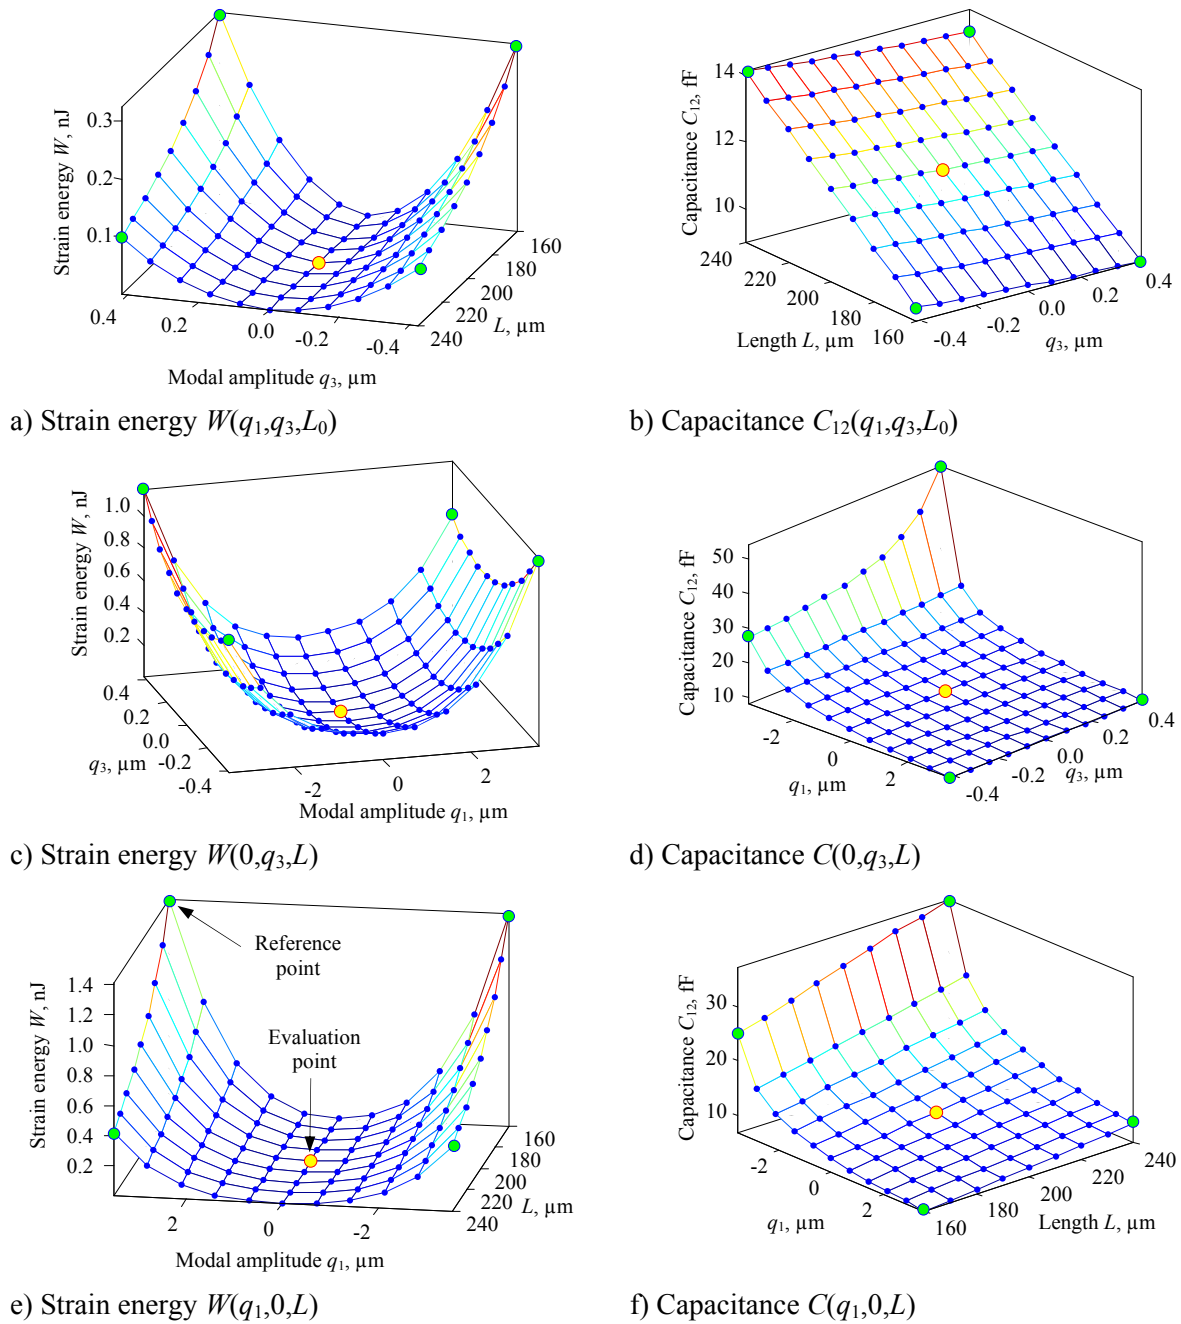 0.3
0.2
0.1
Strain energy W, nJ
0.4
0.2
0.0
-0.2
-0.4
160
180
200
220
240
L, µm
Modal amplitude q3, µm
a) Strain energy W(q1,q3,L0)
14
12
10
Capacitance C12, fF
240
220
200
180
160
Length L, µm
-0.4
-0.2
0.0
0.2
0.4
q3, µm
b) Capacitance C12(q1,q3,L0)
1.0
0.8
0.6
0.4
0.2
Strain energy W, nJ
0.4
0.2
0.0
-0.2
-0.4
q3, µm
-2
0
2
Modal amplitude q1, µm
c) Strain energy W(0,q3,L)
50
40
30
20
10
Capacitance C12, fF
-2
0
2
q1, µm
-0.4
-0.2
0.0
0.2
0.4
q3, µm
d) Capacitance C(0,q3,L)
Reference
point
Evaluation
point
1.4
1.2
1.0
0.8
0.6
0.4
0.2
Strain energy W, nJ
2
0
-2
160
180
200
220
240
L, µm
Modal amplitude q1, µm
e) Strain energy W(q1,0,L)
30
20
10
Capacitance C12, fF
-2
0
2
q1, µm
160
180
200
220
240
Length L, µm
f) Capacitance C(q1,0,L)